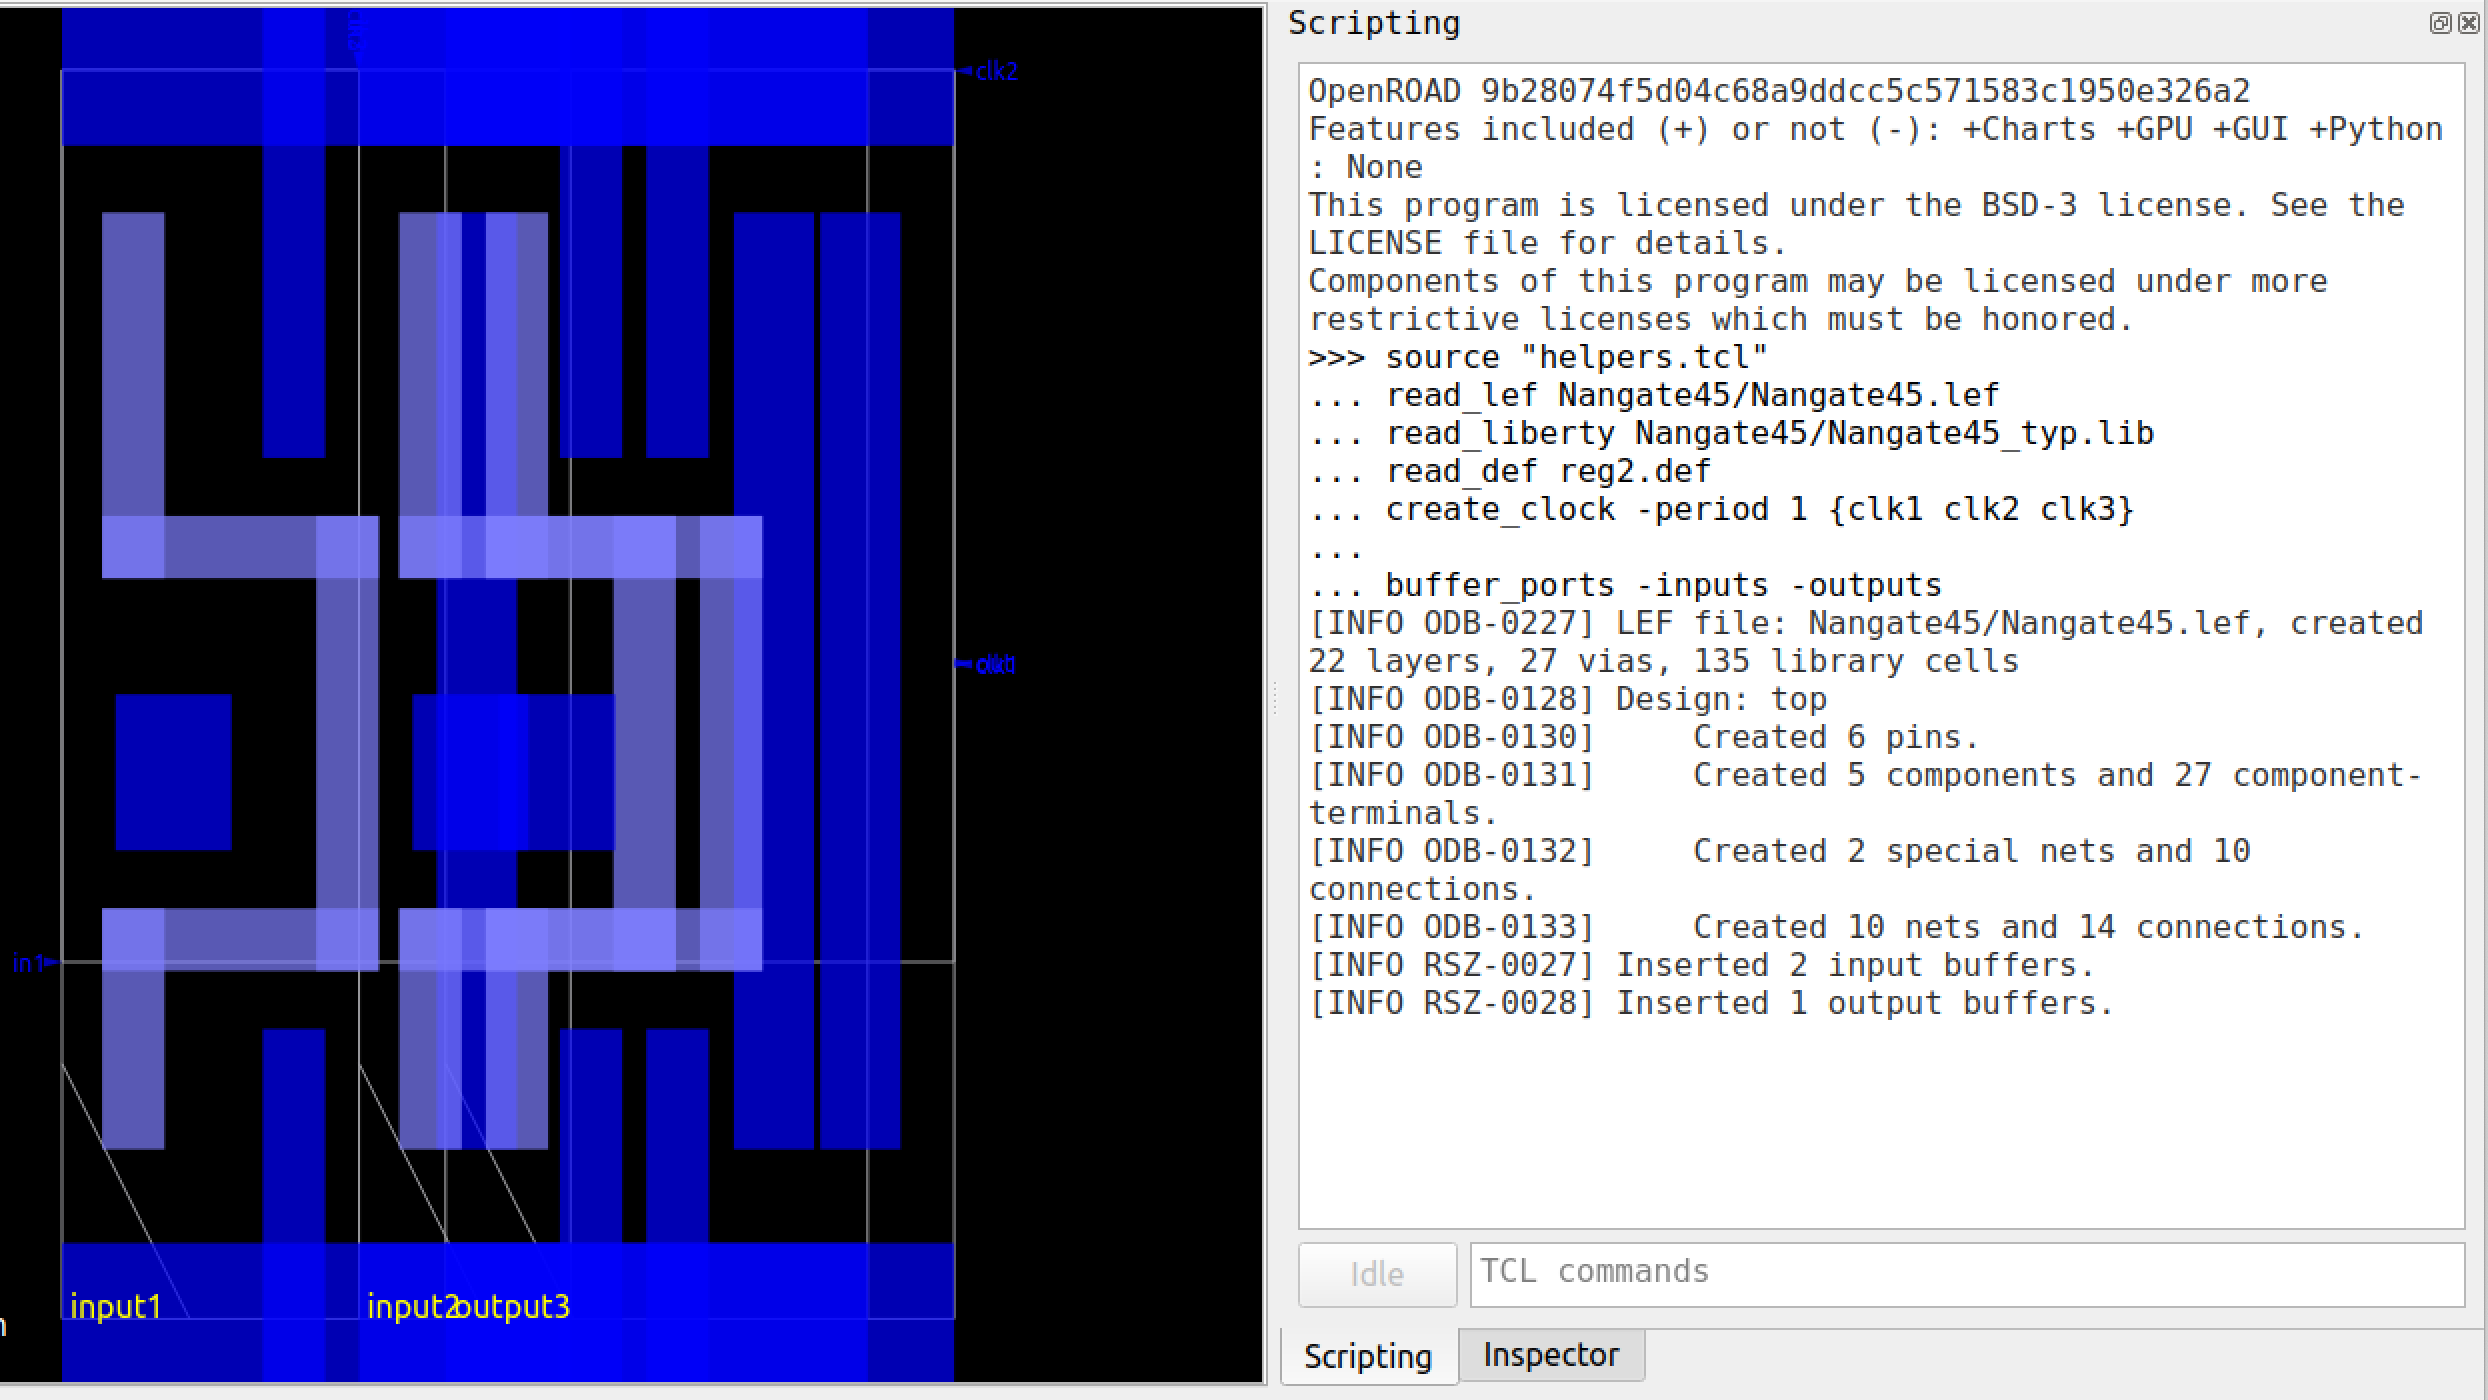 Scripting
clk2
OpenROAD 9b28074f5d04c68a9ddcc5c571583c1950e326a2
Features included (+) or not (-): +Charts +GPU +GUI +Python
: None
This program is licensed under the BSD-3 license. See the
LICENSE file for details.
Components of this program may be licensed under more
restrictive licenses which must be honored.
>>> source "helpers.tcl"
... read_lef Nangate45/Nangate45.lef
... read_liberty Nangate45/Nangate45_typ.lib
... read_def reg2.def
... create_clock -period 1 {clk1 clk2 clk3}
...
... buffer_ports -inputs -outputs
[INFO ODB-0227] LEF file: Nangate45/Nangate45.lef, created
22 layers, 27 vias, 135 library cells
[INFO ODB-0128] Design: top
[INFO ODB-0130]     Created 6 pins.
[INFO ODB-0131]     Created 5 components and 27 component-
terminals.
[INFO ODB-0132]     Created 2 special nets and 10
connections.
[INFO ODB-0133]     Created 10 nets and 14 connections.
[INFO RSZ-0027] Inserted 2 input buffers.
[INFO RSZ-0028] Inserted 1 output buffers.
in1
input1
input2
output3
Idle
TCL commands
Scripting
Inspector